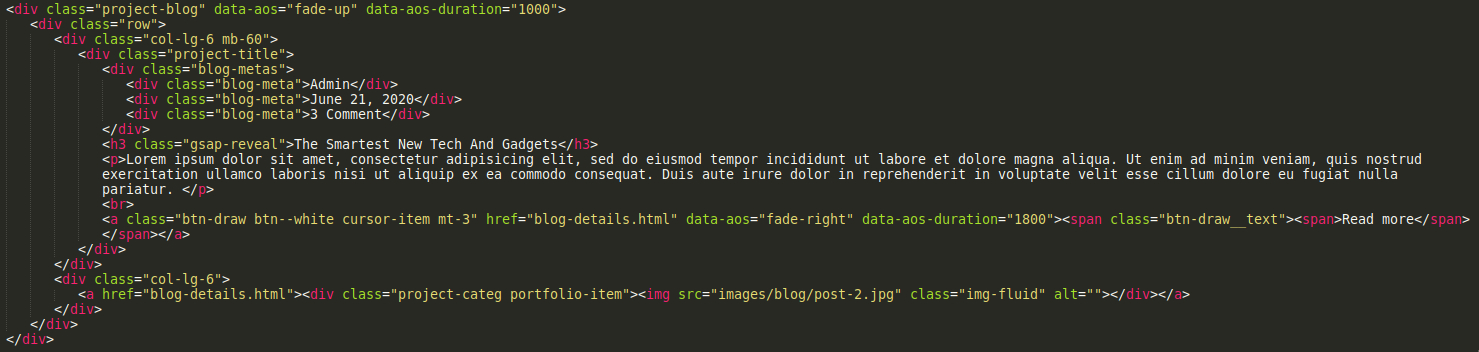 <div class="project-blog" data-aos="fade-up" data-aos-duration="1000">
<div class="row">
<div class="col-lg-6 mb-60">
<div class="project-title">
<div class="blog-metas">
<div class="blog-meta">Admin</div>
<div class="blog-meta">June 21, 2020</div>
<div class="blog-meta">3 Comment</div>
</div>
<h3 class="gsap-reveal">The Smartest New Tech And Gadgets</h3>
<p>Lorem ipsum dolor sit amet, consectetur adipisicing elit, sed do eiusmod tempor incididunt ut labore et dolore magna aliqua. Ut enim ad minim veniam, quis nostrud
exercitation ullamco laboris nisi ut aliquip ex ea commodo consequat. Duis aute irure dolor in reprehenderit in voluptate velit esse cillum dolore eu fugiat nulla
pariatur. </p>
<br>
<a class="btn-draw btn--white cursor-item mt-3" href="blog-details.html" data-aos="fade-right" data-aos-duration="1800"><span class="btn-draw__text"><span>Read more</span>
</span></a>
</div>
</div>
<div class="col-lg-6">
<a href="blog-details.html"><div class="project-categ portfolio-item"><img src="images/blog/post-2.jpg" class="img-fluid" alt=""></div></a>
</div>
</div>
</div>